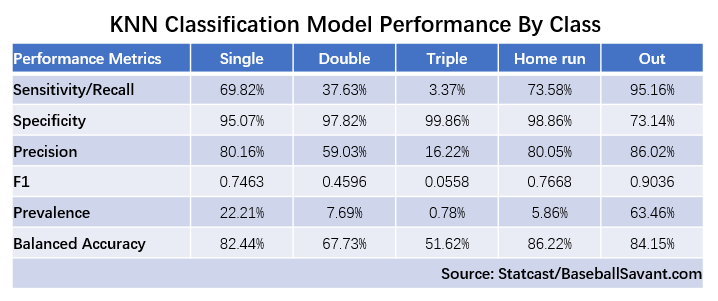 KNN Classification Model Performance By Class
Performance Metrics Single Double Triple Home run Out
Sensitivity/Recall 69.82% 37.63% 3.37% 73.58% 95.16%
Specificity 95.07% 97.82% 99.86% 98.86% 73.14%
Precision 80.16% 59.03% 16.22% 80.05% 86.02%
F1 0.7463 0.4596 0.0558 0.7668 0.9036
Prevalence 22.21% 7.69% 0.78% 5.86% 63.46%
Balanced Accuracy 82.44% 67.73% 51.62% 86.22% 84.15%
Source: Statcast/BaseballSavant.com